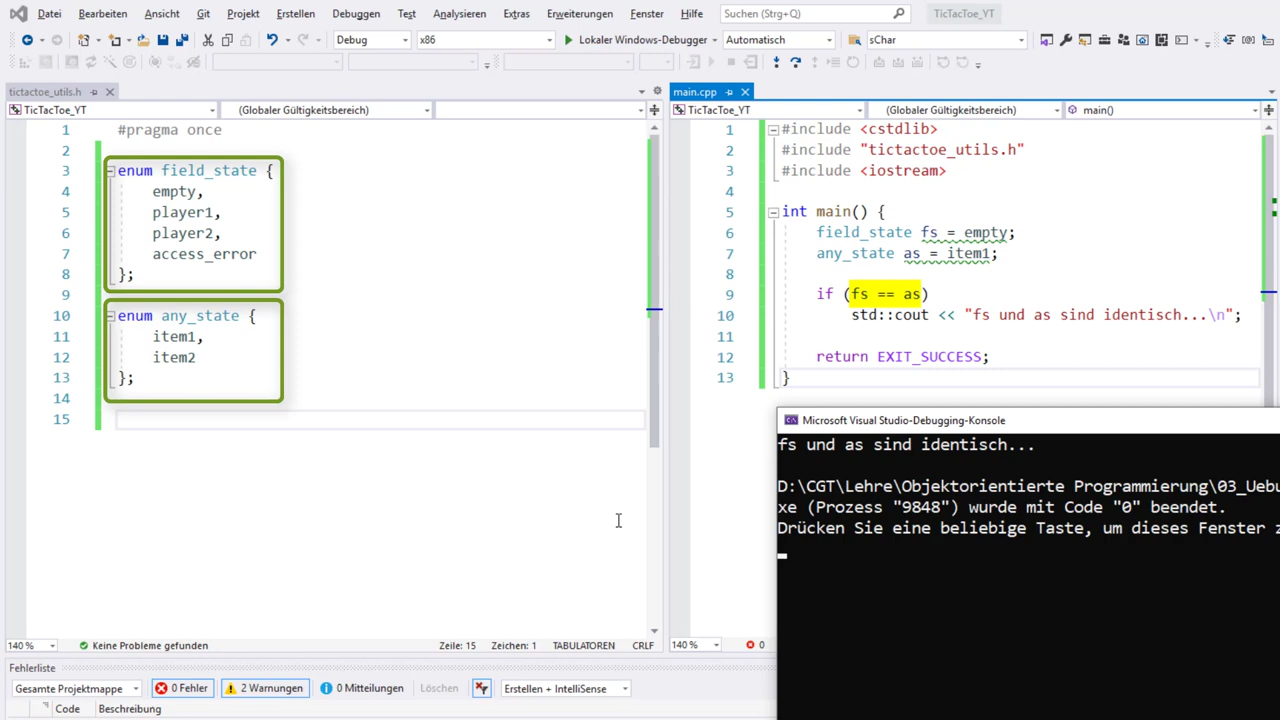 Datei Bearbeiten Ansicht Git Projekt Erstellen Debuggen Test Analysieren Extras Erweiterungen Fenster Hilfe Suchen (Strg+Q) TicTacToe_YT
Debug x86 Lokaler Windows-Debugger Automatisch sChar
tictactoe_utils.h
TicTacToe_YT (Globaler Gültigkeitsbereich)
1 #pragma once
2
3 enum field_state {
4 empty,
5 player1,
6 player2,
7 access_error
8 };
9
10 enum any_state {
11 item1,
12 item2
13 };
14
15
140 % Keine Probleme gefunden Zeile: 15 Zeichen: 1 TABULATOREN CRLF
main.cpp
TicTacToe_YT (Globaler Gültigkeitsbereich) main()
1 #include <cstdlib>
2 #include "tictactoe_utils.h"
3 #include <iostream>
4
5 int main() {
6 field_state fs = empty;
7 any_state as = item1;
8
9 if (fs == as)
10 std::cout << "fs und as sind identisch...\n";
11
12 return EXIT_SUCCESS;
13 }
140 % 0
Microsoft Visual Studio-Debugging-Konsole
fs und as sind identisch...
D:\CGT\Lehre\Objektorientierte Programmierung\03_Uebu
xe (Prozess "9848") wurde mit Code "0" beendet.
Drücken Sie eine beliebige Taste, um dieses Fenster z
Fehlerliste
Gesamte Projektmappe 0 Fehler 2 Warnungen 0 Mitteilungen Löschen Erstellen + IntelliSense
Code Beschreibung